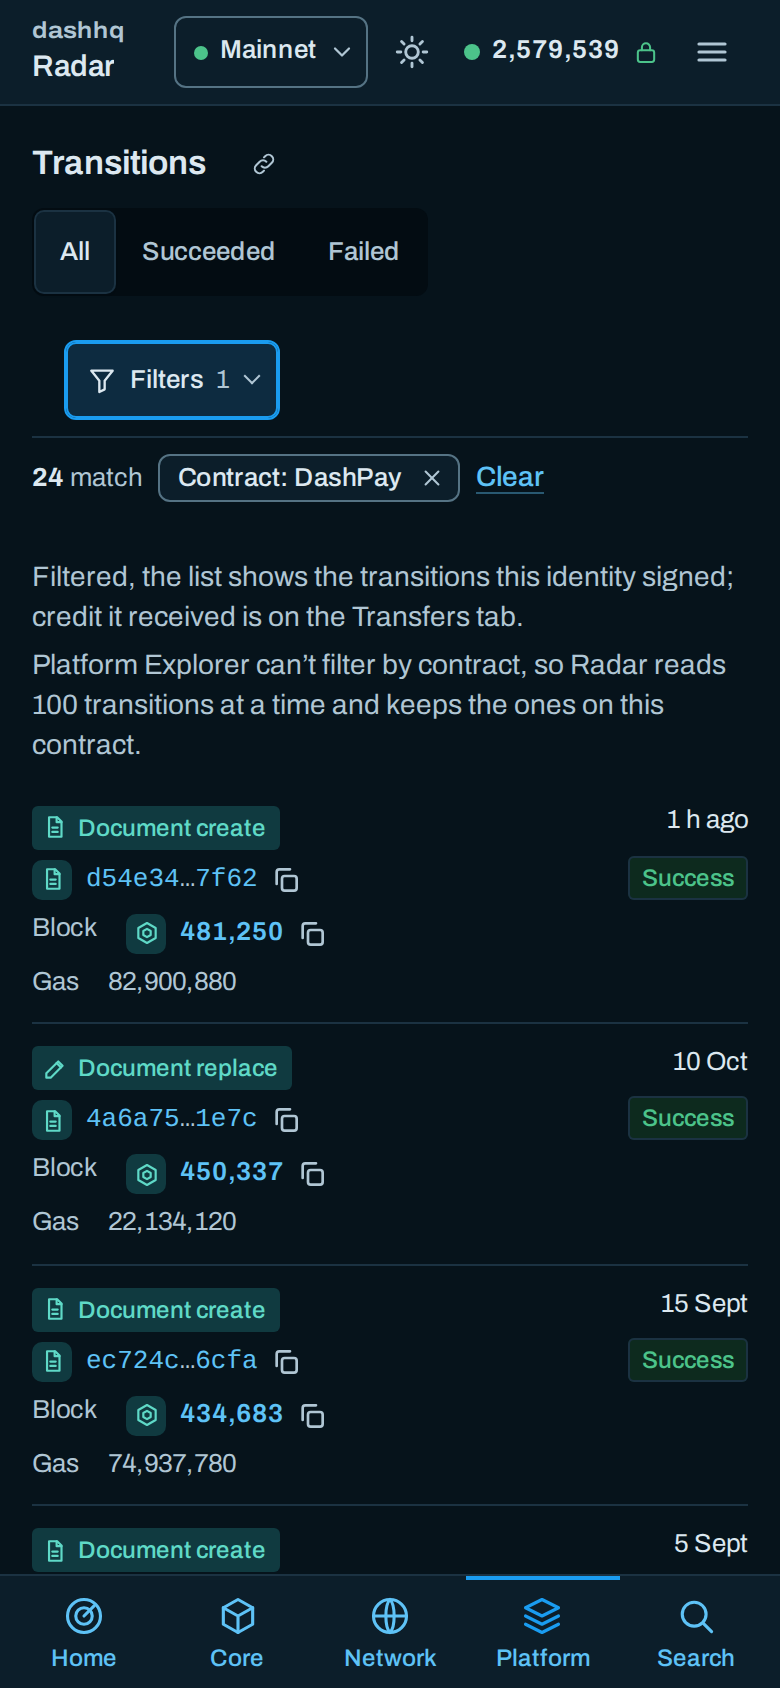 dashhq
Radar
Mainnet
2,579,539
Transitions
All Succeeded Failed
Filters 1
24 match Contract: DashPay Clear
Filtered, the list shows the transitions this identity signed;
credit it received is on the Transfers tab.
Platform Explorer can’t filter by contract, so Radar reads
100 transitions at a time and keeps the ones on this
contract.
Document create 1 h ago
d54e34…7f62 Success
Block 481,250
Gas 82,900,880
Document replace 10 Oct
4a6a75…1e7c Success
Block 450,337
Gas 22,134,120
Document create 15 Sept
ec724c…6cfa Success
Block 434,683
Gas 74,937,780
Document create 5 Sept
Home Core Network Platform Search